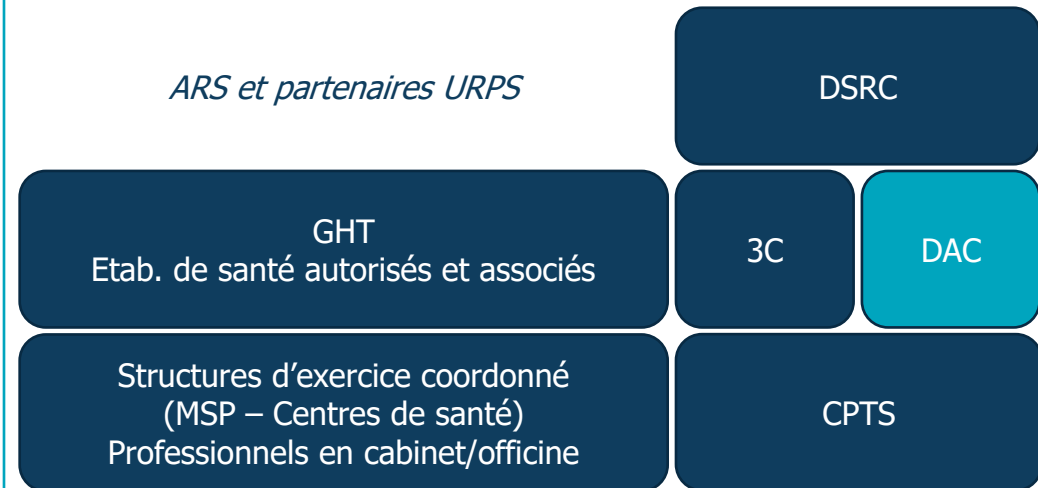 ARS et partenaires URPS
DSRC
GHT
Etab. de santé autorisés et associés
3C
DAC
Structures d’exercice coordonné
(MSP – Centres de santé)
Professionnels en cabinet/officine
CPTS